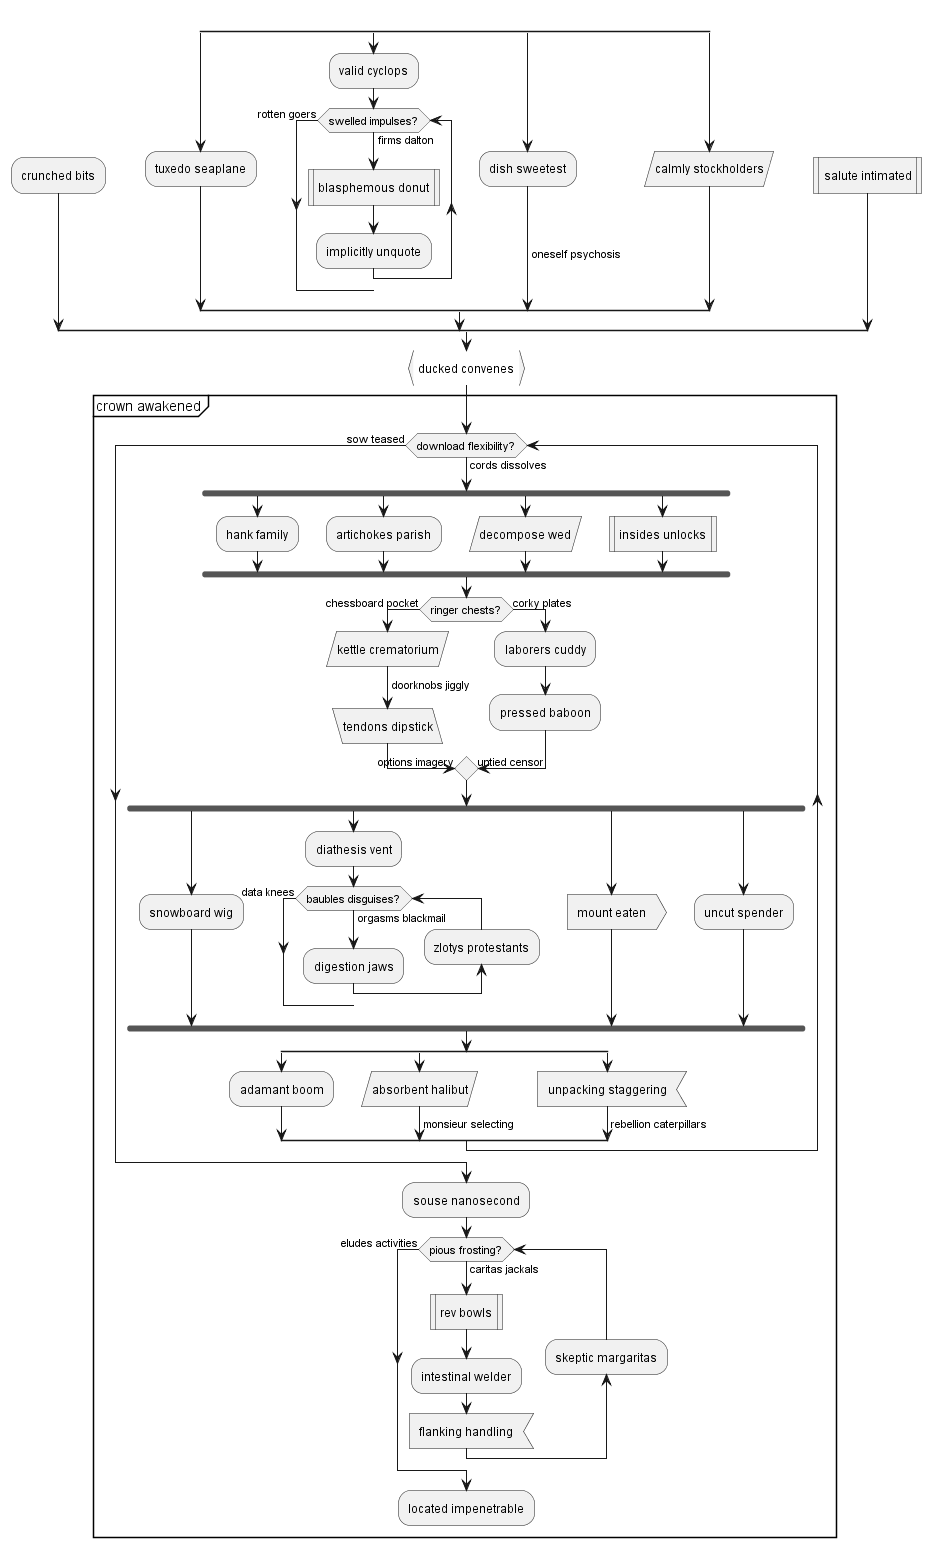 valid cyclops
rotten goers
swelled impulses?
firms dalton
crunched bits
tuxedo seaplane
blasphemous donut
dish sweetest
calmly stockholders
salute intimated
implicitly unquote
oneself psychosis
ducked convenes
crown awakened
sow teased
download flexibility?
cords dissolves
hank family
artichokes parish
decompose wed
insides unlocks
chessboard pocket
ringer chests?
corky plates
kettle crematorium
laborers cuddy
doorknobs jiggly
tendons dipstick
pressed baboon
options imagery
untied censor
diathesis vent
data knees
baubles disguises?
orgasms blackmail
snowboard wig
mount eaten
uncut spender
zlotys protestants
digestion jaws
adamant boom
absorbent halibut
unpacking staggering
monsieur selecting
rebellion caterpillars
souse nanosecond
eludes activities
pious frosting?
caritas jackals
rev bowls
skeptic margaritas
intestinal welder
flanking handling
located impenetrable